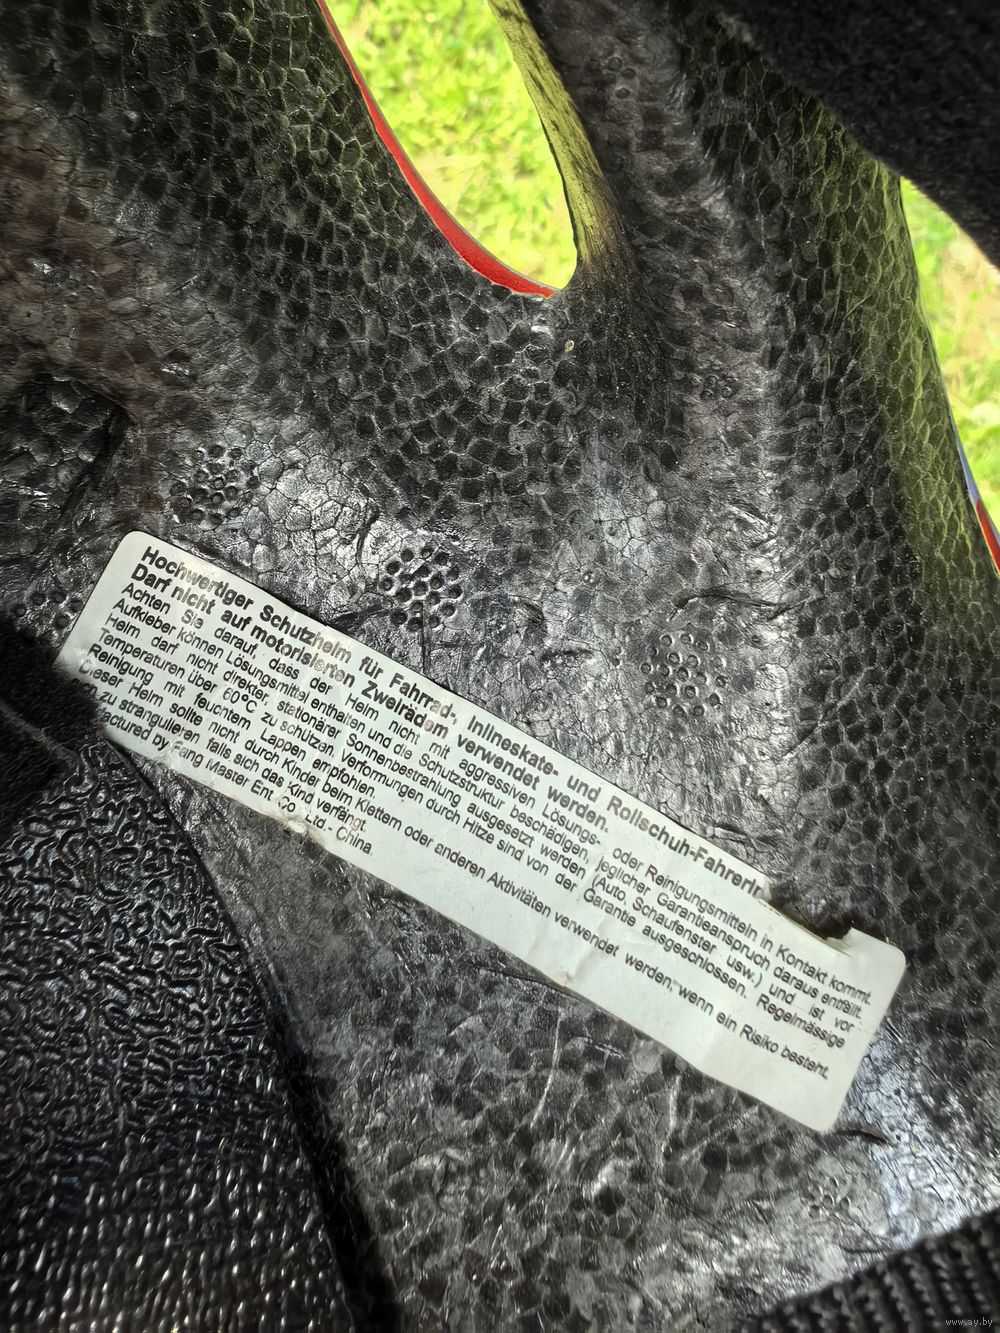 Hochwertiger Schutzhelm für Fahrrad-, Inlineskate- und Rollschuh-FahrerIn
Darf nicht auf motorisierten Zweirädern verwendet werden.
Achten Sie darauf, dass der Helm nicht mit aggressiven Lösungs- oder Reinigungsmitteln in Kontakt kommt.
Aufkleber können Lösungsmittel enthalten und die Schutzstruktur beschädigen, jeglicher Garantieanspruch daraus entfällt.
Helm darf nicht direkter, stationärer Sonnenbestrahlung ausgesetzt werden (Auto, Schaufenster usw.) und ist vor
Temperaturen über 60°C zu schützen. Verformungen durch Hitze sind von der Garantie ausgeschlossen. Regelmässige
Reinigung mit feuchtem Lappen empfohlen.
Dieser Helm sollte nicht durch Kinder beim Klettern oder anderen Aktivitäten verwendet werden, wenn ein Risiko besteht,
zu strangulieren falls sich das Kind verfängt.
actured by Fang Master Ent. Co., Ltd.- China
www.ay.by